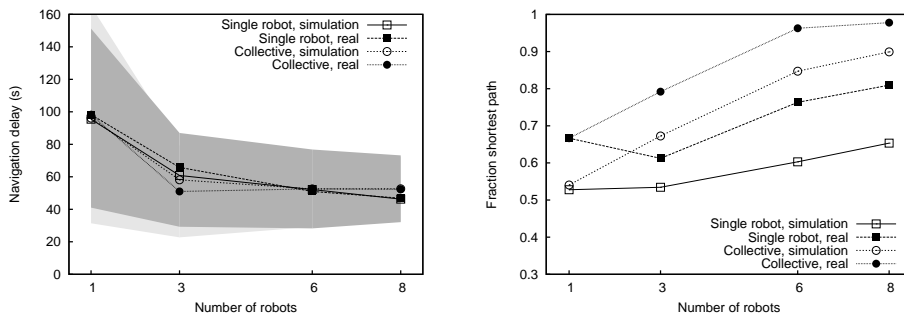 160
140
120
100
80
60
40
20
0
Navigation delay (s)
1 3 6 8
Number of robots
Single robot, simulation
Single robot, real
Collective, simulation
Collective, real
1
0.9
0.8
0.7
0.6
0.5
0.4
0.3
Fraction shortest path
1 3 6 8
Number of robots
Single robot, simulation
Single robot, real
Collective, simulation
Collective, real